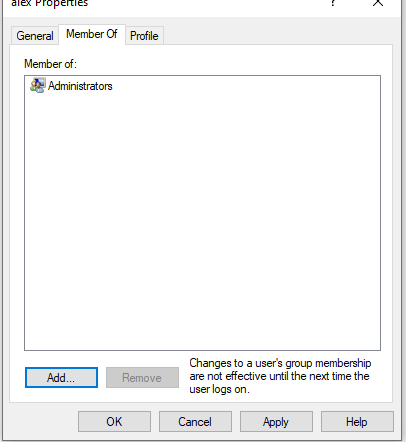 alex Properties
?
X
General
Member Of
Profile
Member of:
Administrators
Add...
Remove
Changes to a user's group membership
are not effective until the next time the
user logs on.
OK
Cancel
Apply
Help